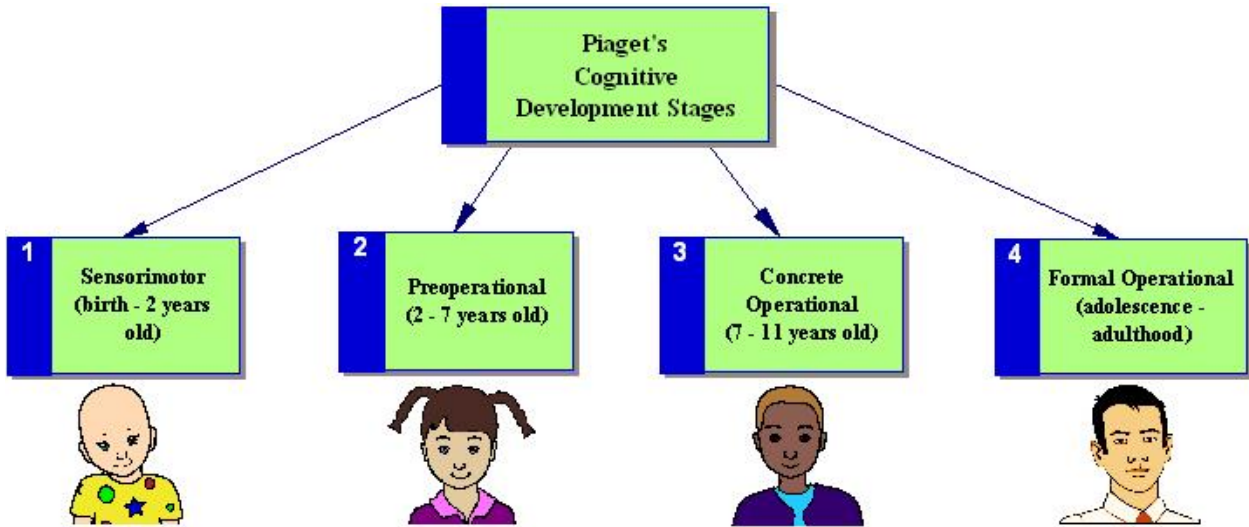 Piaget's
Cognitive
Development Stages
1
Sensorimotor
(birth - 2 years
old)
2
Preoperational
(2 - 7 years old)
3
Concrete
Operational
(7 - 11 years old)
4
Formal Operational
(adolescence -
adulthood)